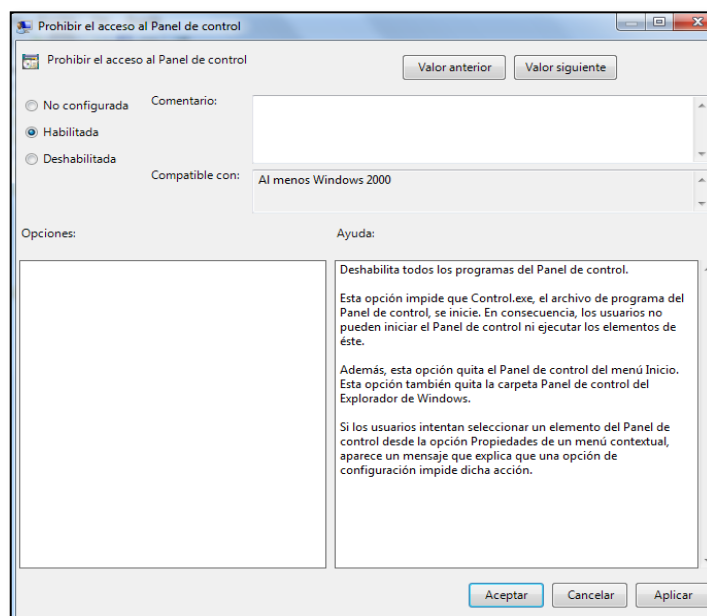 Prohibir el acceso al Panel de control
Prohibir el acceso al Panel de control
Valor anterior
Valor siguiente
No configurada
Comentario:
Habilitada
Deshabilitada
Compatible con:
Al menos Windows 2000
Opciones:
Ayuda:
Deshabilita todos los programas del Panel de control.
Esta opción impide que Control.exe, el archivo de programa del
Panel de control, se inicie. En consecuencia, los usuarios no
pueden iniciar el Panel de control ni ejecutar los elementos de
éste.
Además, esta opción quita el Panel de control del menú Inicio.
Esta opción también quita la carpeta Panel de control del
Explorador de Windows.
Si los usuarios intentan seleccionar un elemento del Panel de
control desde la opción Propiedades de un menú contextual,
aparece un mensaje que explica que una opción de
configuración impide dicha acción.
Aceptar
Cancelar
Aplicar